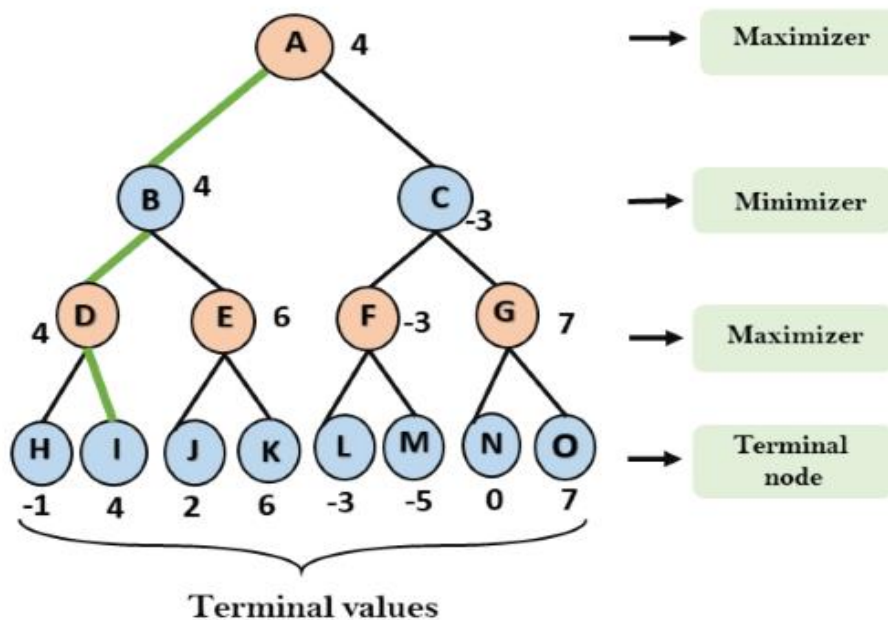 A 4 Maximizer
B 4 C -3 Minimizer
D 4 E 6 F -3 G 7 Maximizer
H I J K L M N O Terminal
node
-1 4 2 6 -3 -5 0 7
Terminal values